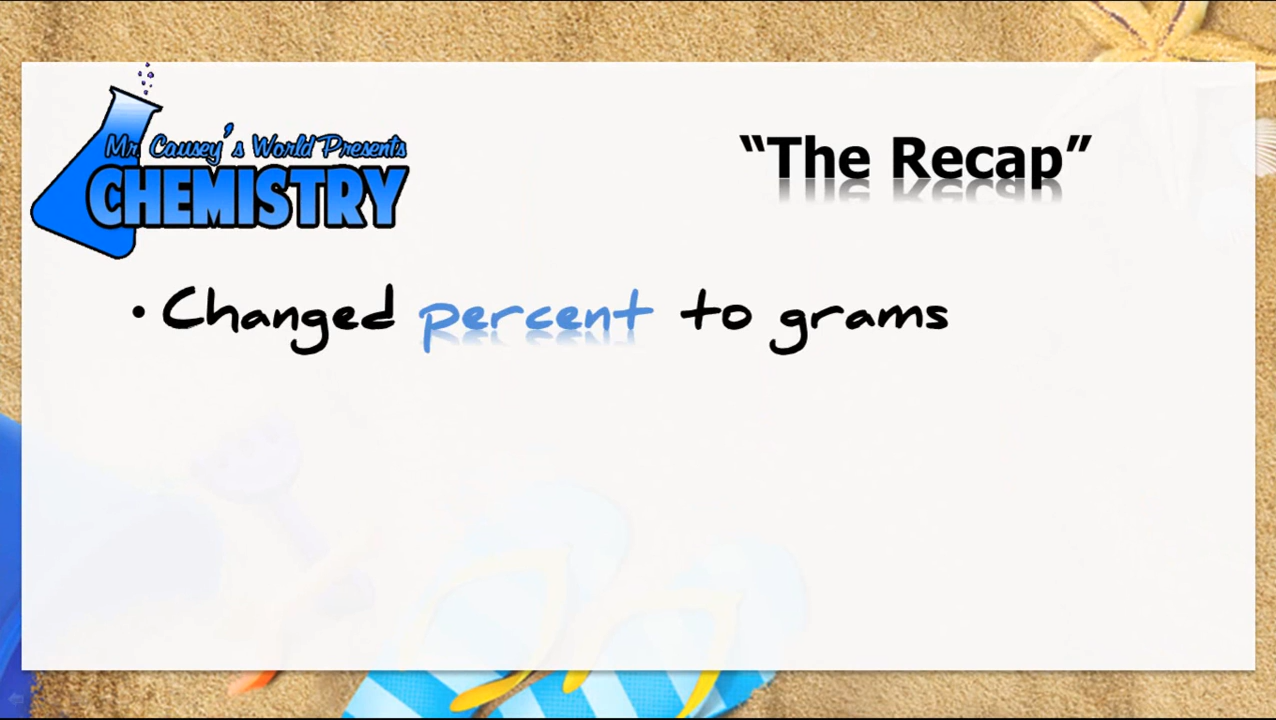 Mr. Causey's World Presents
CHEMISTRY
“The Recap”
• Changed percent to grams